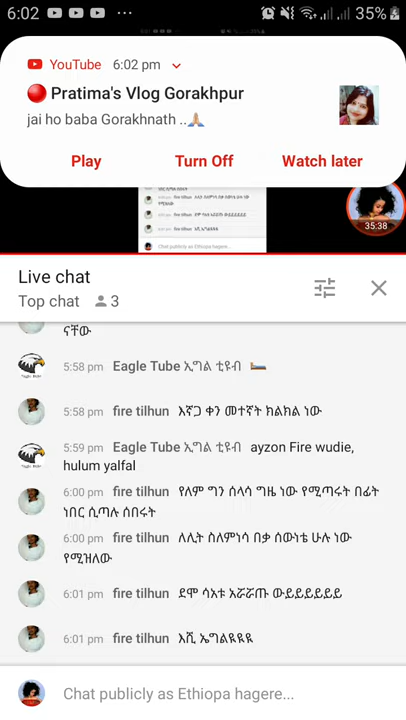 6:02
35%
YouTube 6:02 pm
Pratima's Vlog Gorakhpur
jai ho baba Gorakhnath ..🙏
Play Turn Off Watch later
35:38
Live chat
Top chat 3
ናቸው
5:58 pm Eagle Tube ኢግል ቲዩብ 🛏️
5:58 pm fire tilhun እኛጋ ቀን መተኛት ክልክል ነው
5:59 pm Eagle Tube ኢግል ቲዩብ ayzon Fire wudie,
hulum yalfal
6:00 pm fire tilhun የለም ግን ሰላሳ ግዜ ነው የሚጣሩት በፊት
ነበር ሲጣሉ ሰበሩት
6:00 pm fire tilhun ለሊት ስለምነሳ በቃ ሰውነቴ ሁሉ ነው
የሚዝለው
6:01 pm fire tilhun ደሞ ሳአቱ አሯሯጡ ውይይይይይይ
6:01 pm fire tilhun እሺ ኤግልዬዬዬ
Chat publicly as Ethiopa hagere...